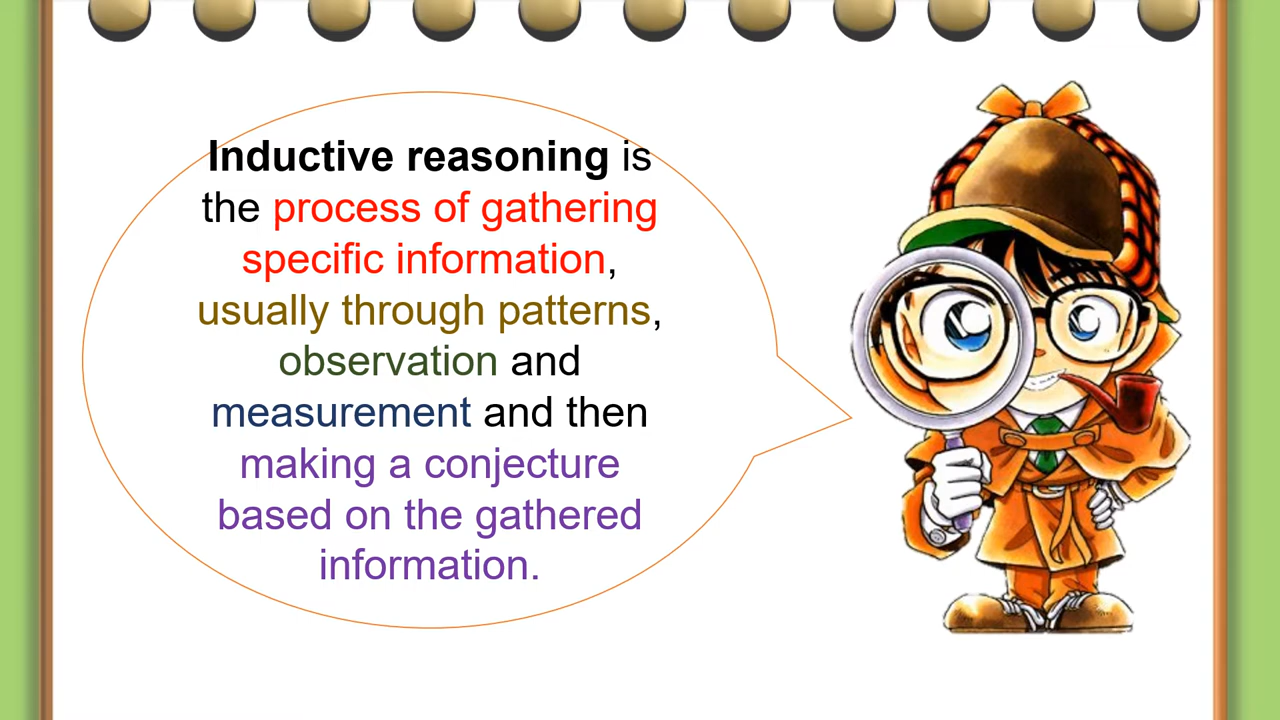 Inductive reasoning is
the process of gathering
specific information,
usually through patterns,
observation and
measurement and then
making a conjecture
based on the gathered
information.